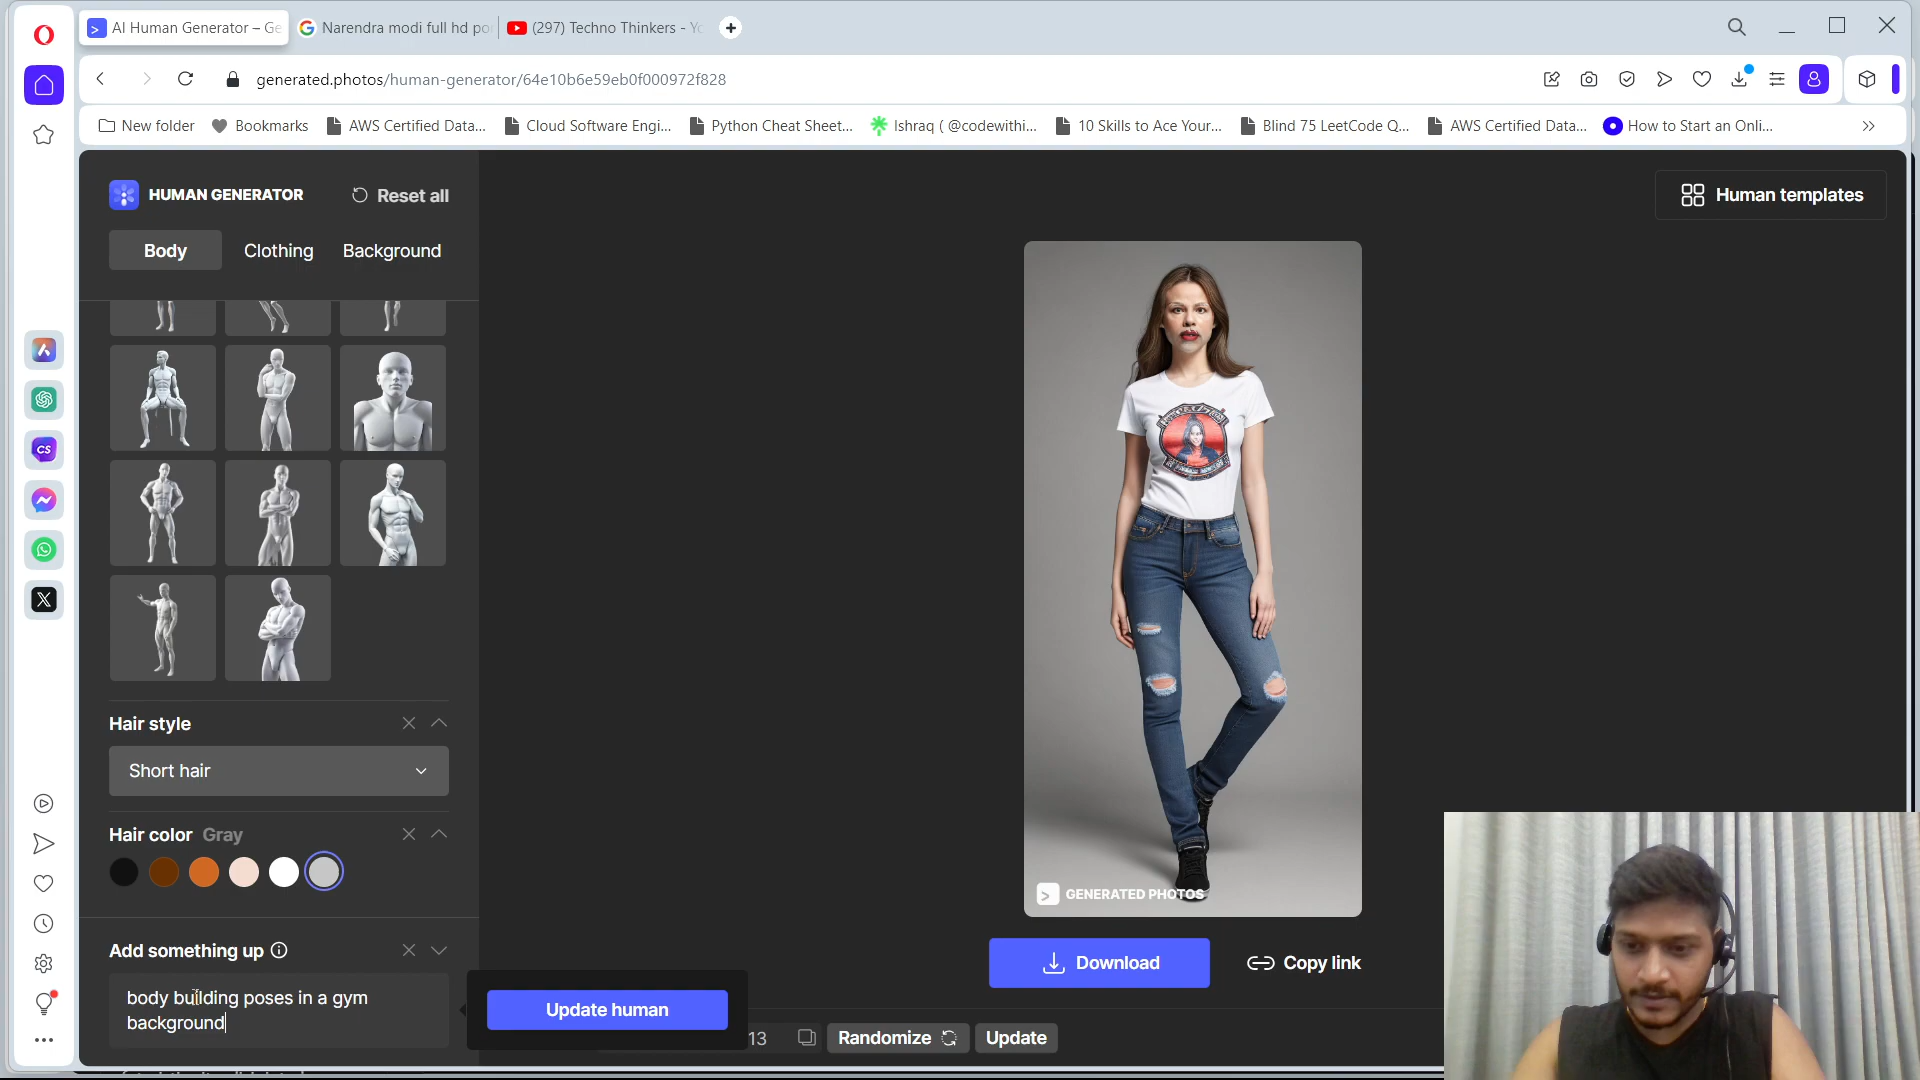 AI Human Generator – Ge
Narendra modi full hd po
(297) Techno Thinkers - Yo
generated.photos/human-generator/64e10b6e59eb0f000972f828
New folder
Bookmarks
AWS Certified Data...
Cloud Software Engi...
Python Cheat Sheet...
Ishraq ( @codewithi...
10 Skills to Ace Your...
Blind 75 LeetCode Q...
AWS Certified Data...
How to Start an Onli...
HUMAN GENERATOR
Reset all
Human templates
Body
Clothing
Background
CS
Hair style
Short hair
Hair color Gray
GENERATED PHOTOS
Add something up
Download
Copy link
body building poses in a gym
background
Update human
13
Randomize
Update